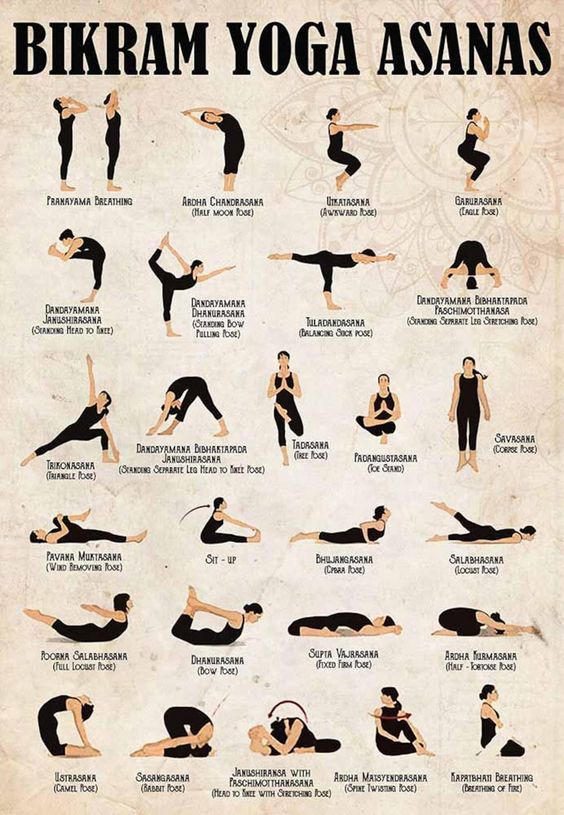 BIKRAM YOGA ASANAS
PRANAYAMA BREATHING
ARDHA CHANDRASANA
(HALF MOON POSE)
UTKATASANA
(AWKWARD POSE)
GARURASANA
(EAGLE POSE)
DANDAYAMANA
JANUSHIRASANA
(STANDING HEAD TO KNEE)
DANDAYAMANA
DHANURASANA
(STANDING BOW
PULLING POSE)
TULADANDASANA
(BALANCING STICK POSE)
DANDAYAMANA BIBHAKTAPADA
PASCHIMOTTHANASA
(STANDING SEPARATE LEG STRETCHING POSE)
TRIKONASANA
(TRIANGLE POSE)
DANDAYAMANA BIBHAKTAPADA
JANUSHIRASANA
(STANDING SEPARATE LEG HEAD TO KNEE POSE)
TADASANA
(TREE POSE)
PADANGUSTASANA
(TOE STAND)
SAVASANA
(CORPSE POSE)
PAVANA MUKTASANA
(WIND REMOVING POSE)
SIT - UP
BHUJANGASANA
(COBRA POSE)
SALABHASANA
(LOCUST POSE)
POORNA SALABHASANA
(FULL LOCUST POSE)
DHANURASANA
(BOW POSE)
SUPTA VAJRASANA
(FIXED FIRM POSE)
ARDHA KURMASANA
(HALF - TORTOISE POSE)
USTRASANA
(CAMEL POSE)
SASANGASANA
(RABBIT POSE)
JANUSHIRANSA WITH
PASCHIMOTTHANASANA
(HEAD TO KNEE WITH STRETCHING POSE)
ARDHA MATSYENDRASANA
(SPINE TWISTING POSE)
KAPATBHATI BREATHING
(BREATHING OF FIRE)